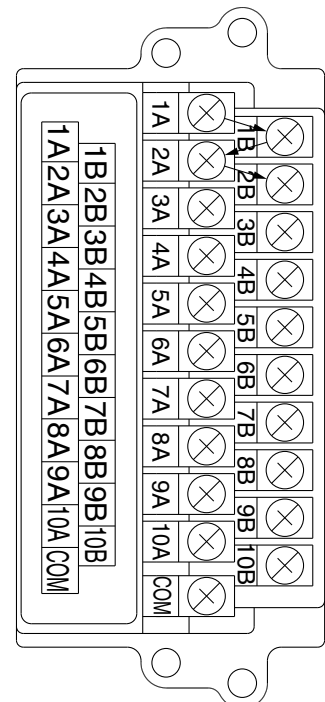 1A 2A 3A 4A 5A 6A 7A 8A 9A 10A COM
1B 2B 3B 4B 5B 6B 7B 8B 9B 10B
1A
2A
3A
4A
5A
6A
7A
8A
9A
10A
COM
1B
2B
3B
4B
5B
6B
7B
8B
9B
10B